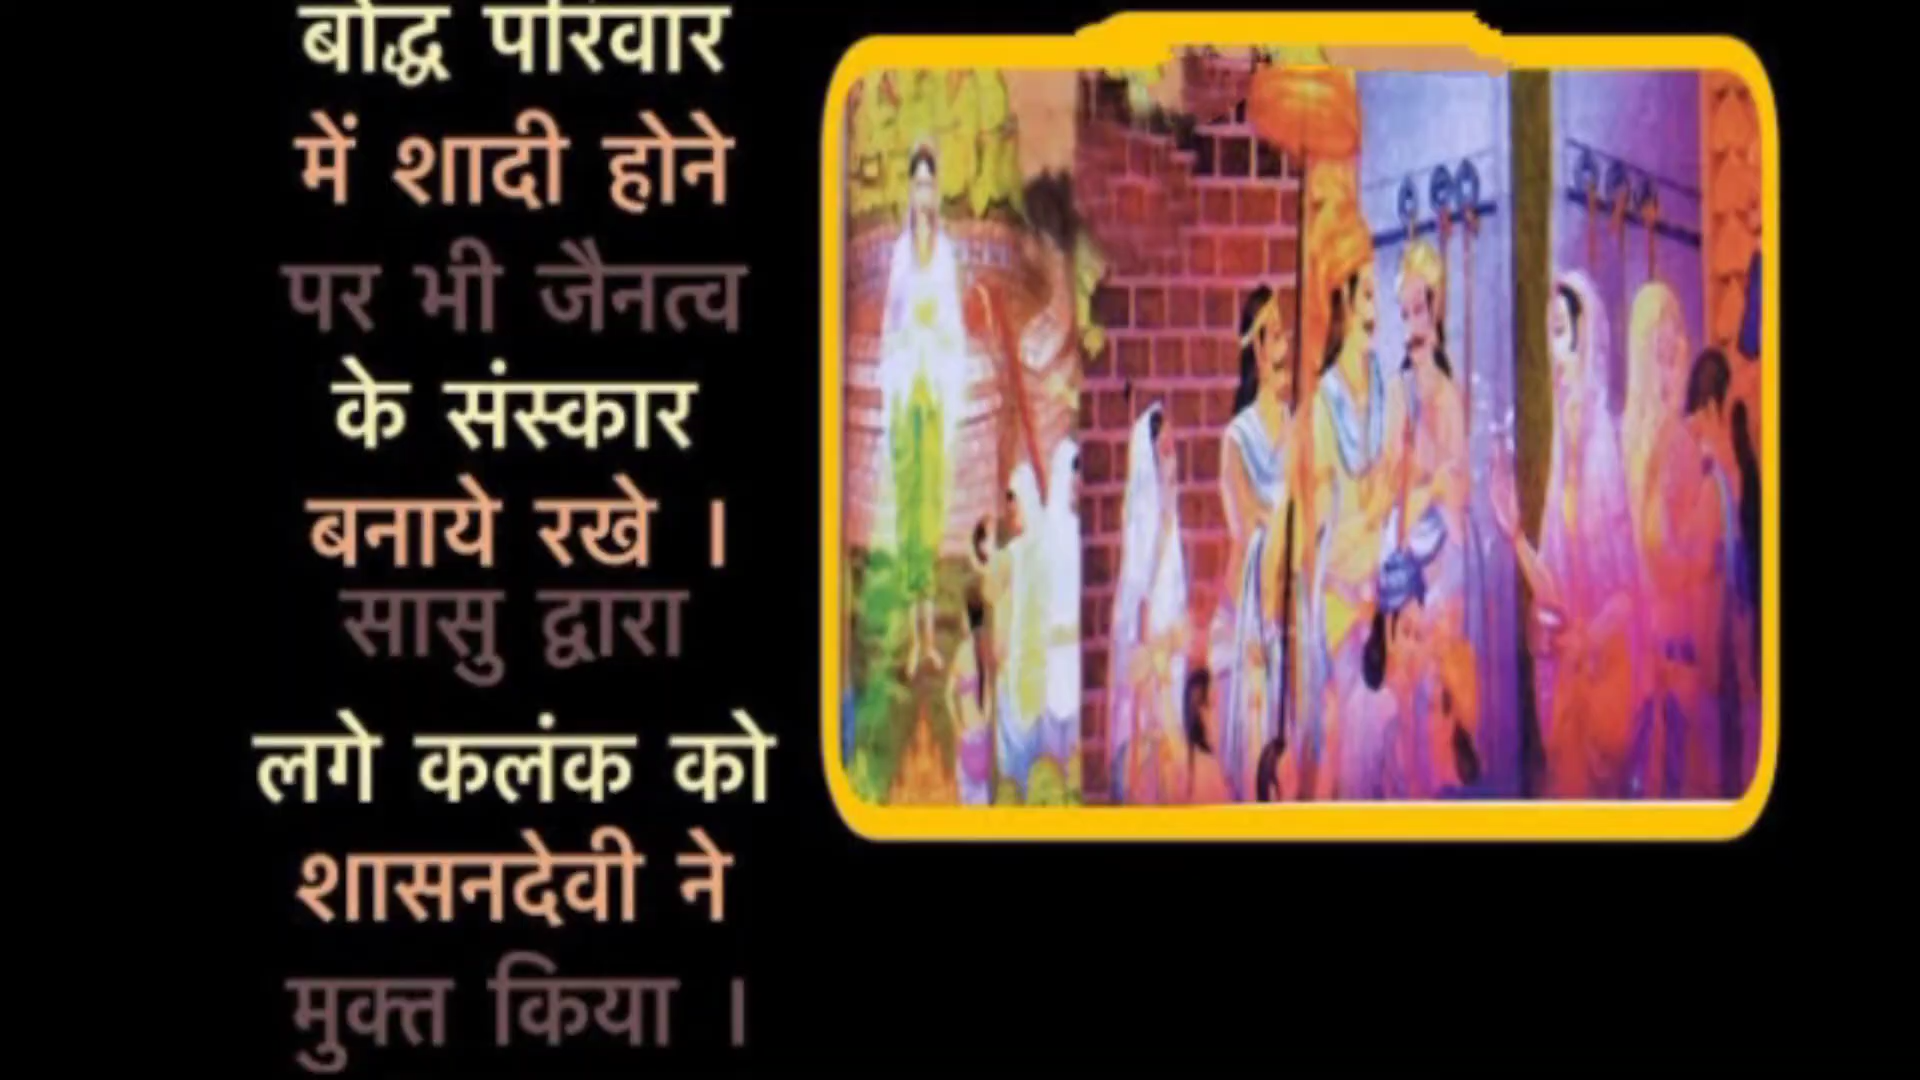 बोद्ध परिवार
में शादी होने
पर भी जैनत्व
के संस्कार
बनाये रखे ।
सासु द्वारा
लगे कलंक को
शासनदेवी ने
मुक्त किया ।